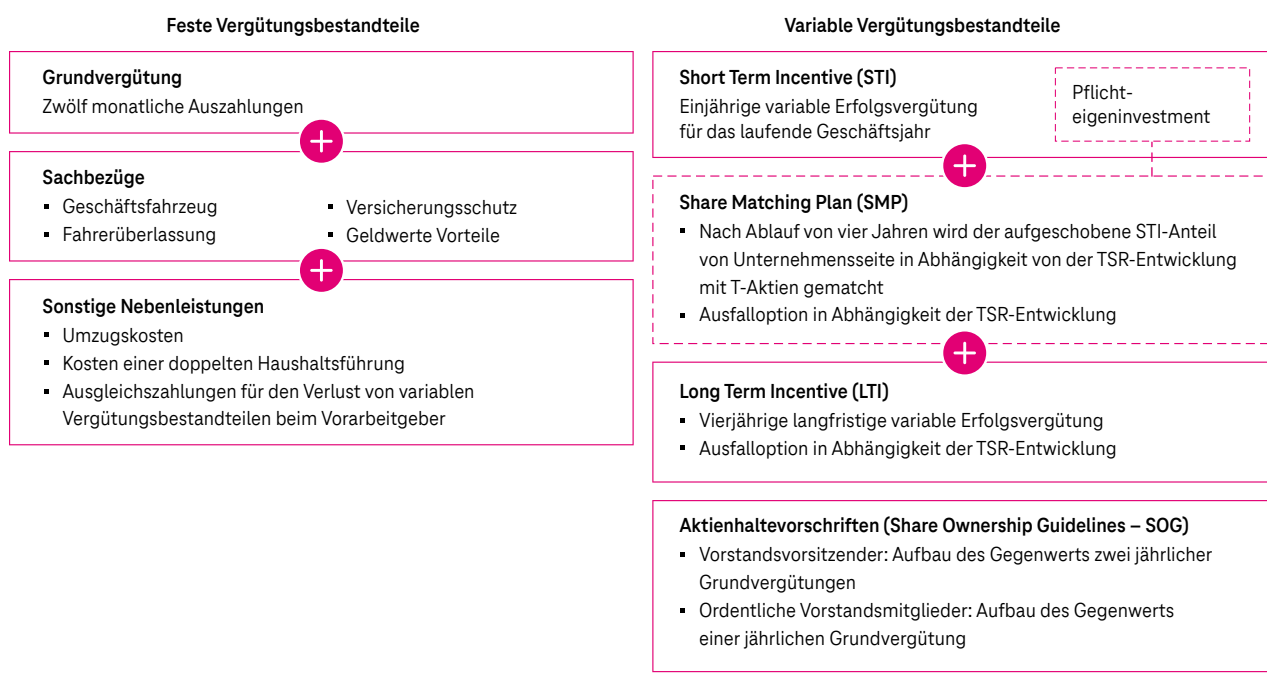 Feste Vergütungsbestandteile
Grundvergütung
Zwölf monatliche Auszahlungen
Sachbezüge
▪ Geschäftsfahrzeug
▪ Fahrerüberlassung
▪ Versicherungsschutz
▪ Geldwerte Vorteile
Sonstige Nebenleistungen
▪ Umzugskosten
▪ Kosten einer doppelten Haushaltsführung
▪ Ausgleichszahlungen für den Verlust von variablen
Vergütungsbestandteilen beim Vorarbeitgeber
Variable Vergütungsbestandteile
Short Term Incentive (STI)
Einjährige variable Erfolgsvergütung
für das laufende Geschäftsjahr
Pflicht-
eigeninvestment
Share Matching Plan (SMP)
▪ Nach Ablauf von vier Jahren wird der aufgeschobene STI-Anteil
von Unternehmensseite in Abhängigkeit von der TSR-Entwicklung
mit T-Aktien gematcht
▪ Ausfalloption in Abhängigkeit der TSR-Entwicklung
Long Term Incentive (LTI)
▪ Vierjährige langfristige variable Erfolgsvergütung
▪ Ausfalloption in Abhängigkeit der TSR-Entwicklung
Aktienhaltevorschriften (Share Ownership Guidelines – SOG)
▪ Vorstandsvorsitzender: Aufbau des Gegenwerts zwei jährlicher
Grundvergütungen
▪ Ordentliche Vorstandsmitglieder: Aufbau des Gegenwerts
einer jährlichen Grundvergütung